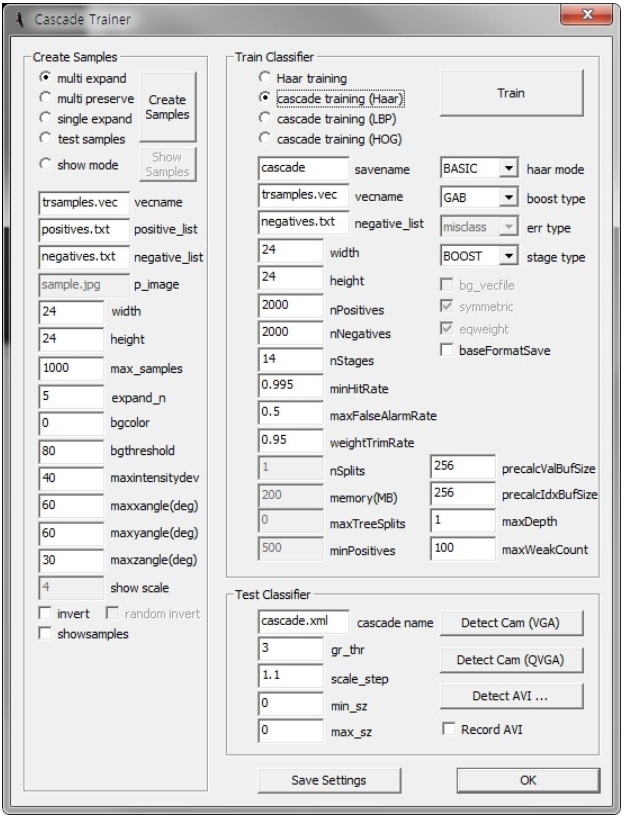 Cascade Trainer
Create Samples
multi expand
multi preserve
single expand
test samples
show mode
Create Samples
Show Samples
trsamples.vec vecname
positives.txt positive_list
negatives.txt negative_list
sample.jpg p_image
24 width
24 height
1000 max_samples
5 expand_n
0 bgcolor
80 bgthreshold
40 maxintensitydev
60 maxxangle(deg)
60 maxyangle(deg)
30 maxzangle(deg)
4 show scale
invert random invert
showsamples
Train Classifier
Haar training
cascade training (Haar)
cascade training (LBP)
cascade training (HOG)
Train
cascade savename
trsamples.vec vecname
negatives.txt negative_list
24 width
24 height
2000 nPositives
2000 nNegatives
14 nStages
0.995 minHitRate
0.5 maxFalseAlarmRate
0.95 weightTrimRate
1 nSplits
200 memory(MB)
0 maxTreeSplits
500 minPositives
BASIC haar mode
GAB boost type
misclass err type
BOOST stage type
bg_vecfile
symmetric
eqweight
baseFormatSave
256 precalcValBufSize
256 precalcIdxBufSize
1 maxDepth
100 maxWeakCount
Test Classifier
cascade.xml cascade name
3 gr_thr
1.1 scale_step
0 min_sz
0 max_sz
Detect Cam (VGA)
Detect Cam (QVGA)
Detect AVI ...
Record AVI
Save Settings
OK